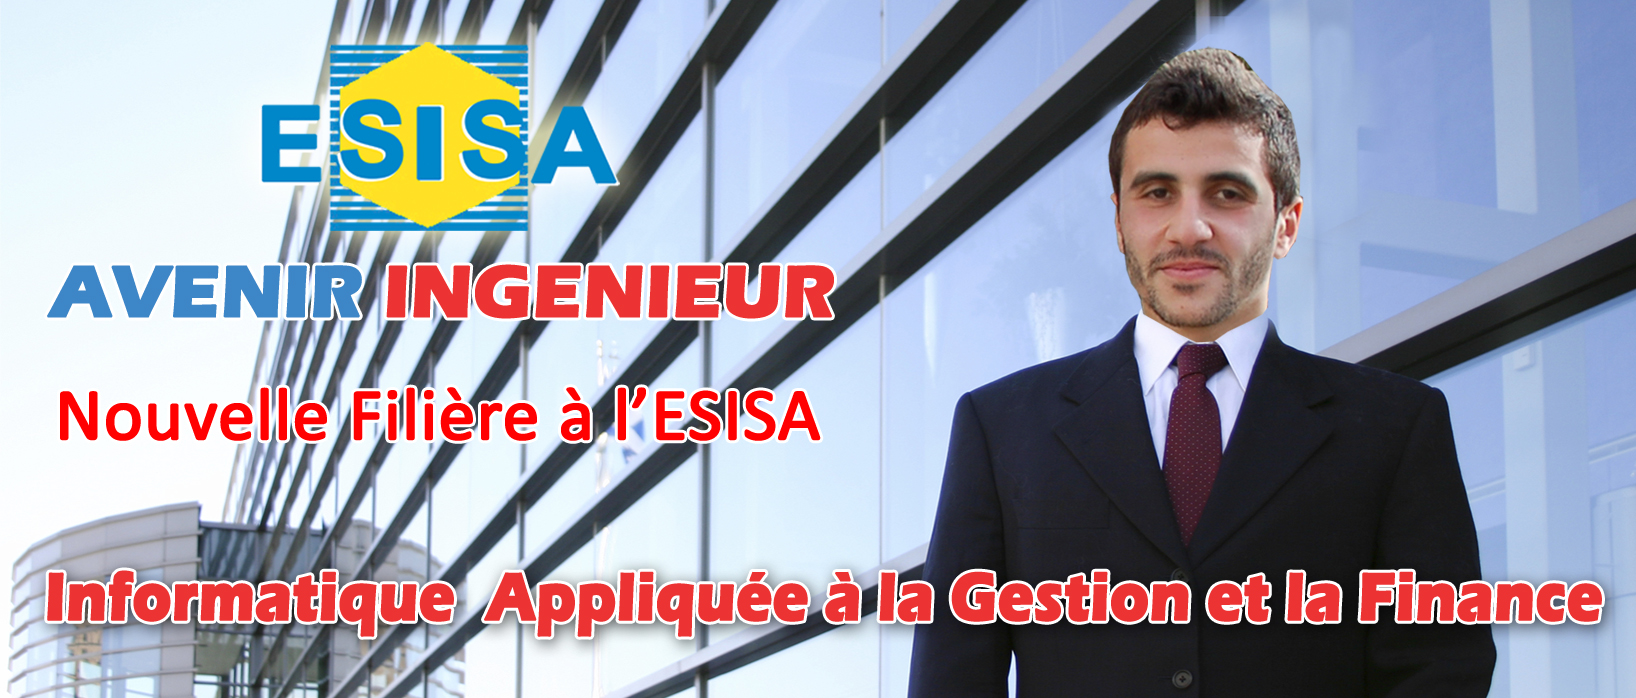 ESISA
AVENIR INGENIEUR
Nouvelle Filière à l'ESISA
Informatique Appliquée à la Gestion et la Finance